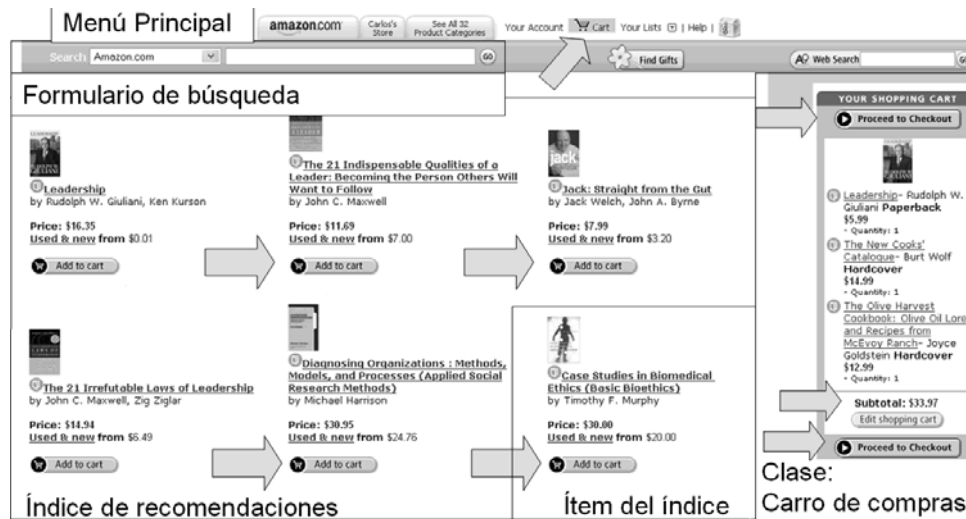 Menú Principal
amazon.com
Carlos's Store
See All 32 Product Categories
Your Account
Cart
Your Lists
| Help |
Search
Amazon.com
GO
Find Gifts
A9 Web Search
GO
Formulario de búsqueda
Leadership
by Rudolph W. Giuliani, Ken Kurson
Price: $16.35
Used & new from $0.01
Add to cart
The 21 Indispensable Qualities of a
Leader: Becoming the Person Others Will
Want to Follow
by John C. Maxwell
Price: $11.69
Used & new from $7.00
Add to cart
jack
Jack: Straight from the Gut
by Jack Welch, John A. Byrne
Price: $7.99
Used & new from $3.20
Add to cart
The 21 Irrefutable Laws of Leadership
by John C. Maxwell, Zig Ziglar
Price: $14.94
Used & new from $6.49
Add to cart
Diagnosing Organizations : Methods,
Models, and Processes (Applied Social
Research Methods)
by Michael Harrison
Price: $30.95
Used & new from $24.76
Add to cart
Case Studies in Biomedical
Ethics (Basic Bioethics)
by Timothy F. Murphy
Price: $30.00
Used & new from $20.00
Add to cart
Índice de recomendaciones
Ítem del índice
YOUR SHOPPING CART
Proceed to Checkout
Leadership- Rudolph W.
Giuliani Paperback
$5.99
- Quantity: 1
The New Cooks'
Catalogue- Burt Wolf
Hardcover
$14.99
- Quantity: 1
The Olive Harvest
Cookbook: Olive Oil Lore
and Recipes from
McEvoy Ranch- Joyce
Goldstein Hardcover
$12.99
- Quantity: 1
Subtotal: $33.97
Edit shopping cart
Proceed to Checkout
Clase:
Carro de compras